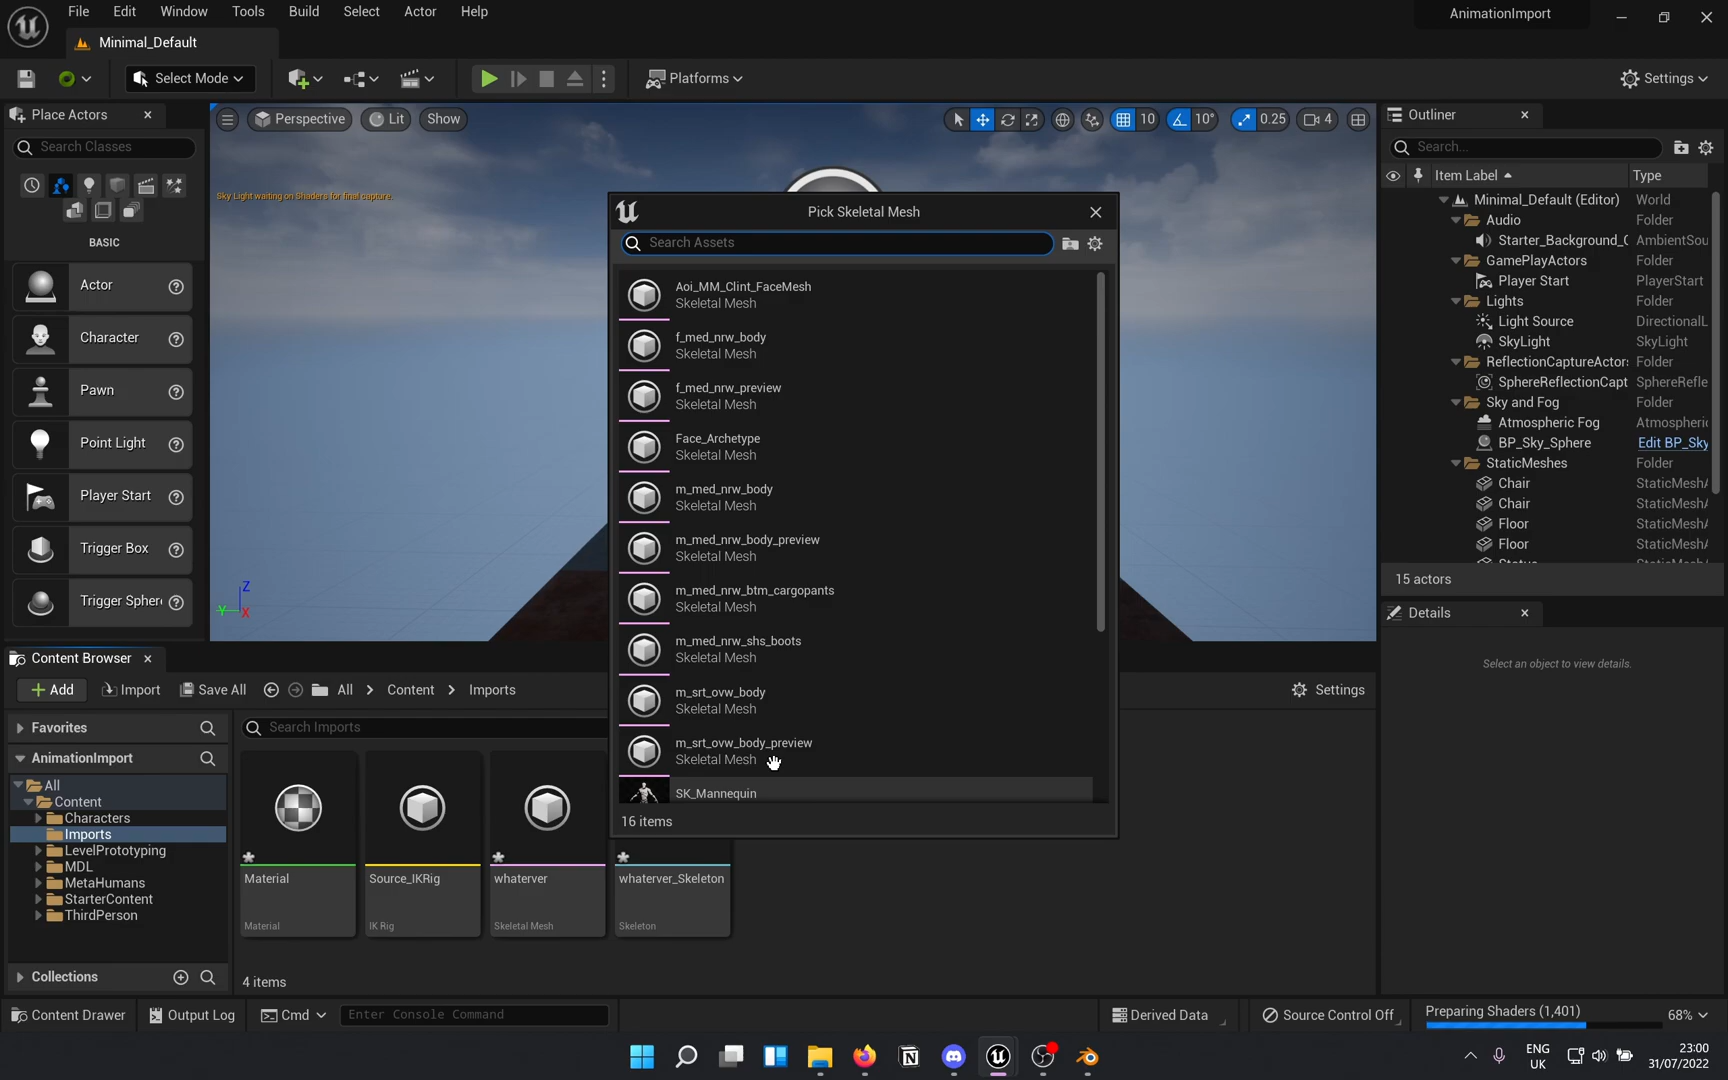 File Edit Window Tools Build Select Actor Help
AnimationImport
Minimal_Default
Select Mode
Platforms
Settings
Place Actors
Search Classes
BASIC
Actor
Character
Pawn
Point Light
Player Start
Trigger Box
Trigger Spher
Perspective Lit Show
10 10° 0.25 4
Sky Light waiting on Shaders for final capture.
Z
Y X
Pick Skeletal Mesh
Search Assets
Aoi_MM_Clint_FaceMesh
Skeletal Mesh
f_med_nrw_body
Skeletal Mesh
f_med_nrw_preview
Skeletal Mesh
Face_Archetype
Skeletal Mesh
m_med_nrw_body
Skeletal Mesh
m_med_nrw_body_preview
Skeletal Mesh
m_med_nrw_btm_cargopants
Skeletal Mesh
m_med_nrw_shs_boots
Skeletal Mesh
m_srt_ovw_body
Skeletal Mesh
m_srt_ovw_body_preview
Skeletal Mesh
SK_Mannequin
16 items
Outliner
Search...
Item Label Type
Minimal_Default (Editor) World
Audio Folder
Starter_Background_C AmbientSou
GamePlayActors Folder
Player Start PlayerStart
Lights Folder
Light Source DirectionalL
SkyLight SkyLight
ReflectionCaptureActors Folder
SphereReflectionCapt SphereRefle
Sky and Fog Folder
Atmospheric Fog Atmospheric
BP_Sky_Sphere Edit BP_Sky
StaticMeshes Folder
Chair StaticMeshA
Chair StaticMeshA
Floor StaticMeshA
Floor StaticMeshA
15 actors
Details
Select an object to view details.
Content Browser
Add Import Save All All Content Imports
Settings
Favorites
AnimationImport
All
Content
Characters
Imports
LevelPrototyping
MDL
MetaHumans
StarterContent
ThirdPerson
Collections
Search Imports
Material
Material
Source_IKRig
IK Rig
whaterver
Skeletal Mesh
whaterver_Skeleton
Skeleton
4 items
Content Drawer Output Log Cmd Enter Console Command
Derived Data Source Control Off Preparing Shaders (1,401) 68%
ENG
UK
23:00
31/07/2022